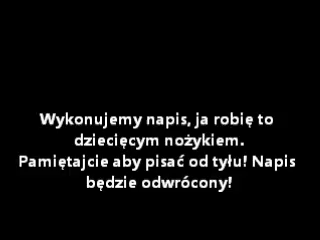 Wykonujemy napis, ja robię to
dziecięcym nożykiem.
Pamiętajcie aby pisać od tyłu! Napis
będzie odwrócony!